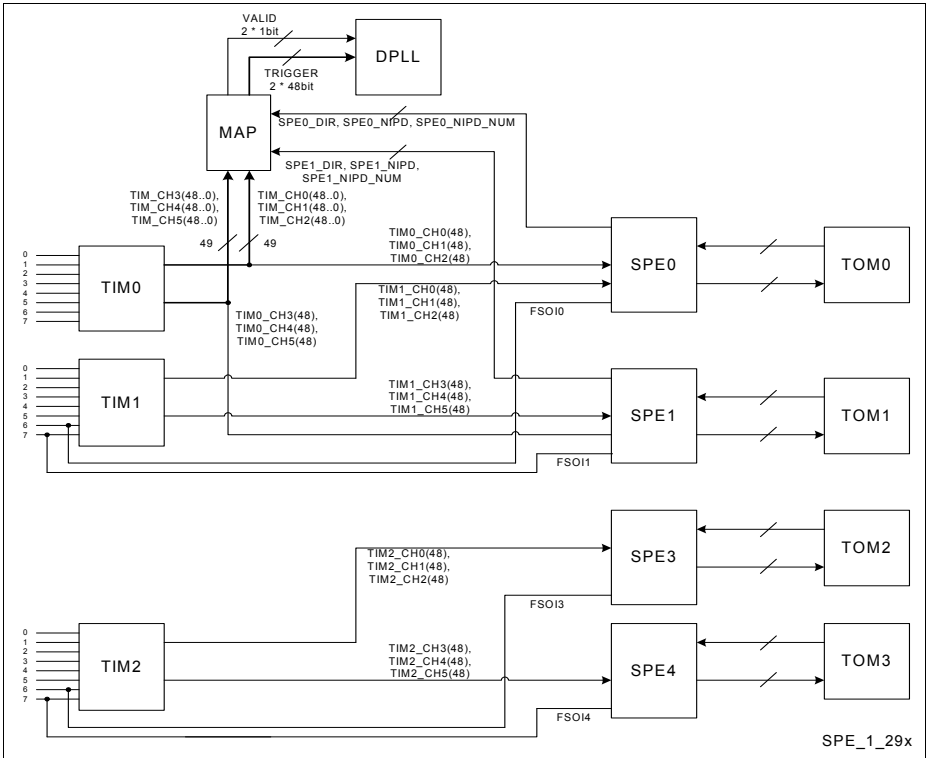 VALID
2 * 1bit
DPLL
TRIGGER
2 * 48bit
MAP
SPE0_DIR, SPE0_NIPD, SPE0_NIPD_NUM
SPE1_DIR, SPE1_NIPD,
SPE1_NIPD_NUM
TIM_CH3(48..0),
TIM_CH4(48..0),
TIM_CH5(48..0)
TIM_CH0(48..0),
TIM_CH1(48..0),
TIM_CH2(48..0)
49
49
0
1
2
3
4
5
6
7
TIM0
TIM0_CH0(48),
TIM0_CH1(48),
TIM0_CH2(48)
SPE0
TOM0
TIM1_CH0(48),
TIM1_CH1(48),
TIM1_CH2(48)
FSOI0
TIM0_CH3(48),
TIM0_CH4(48),
TIM0_CH5(48)
0
1
2
3
4
5
6
7
TIM1
TIM1_CH3(48),
TIM1_CH4(48),
TIM1_CH5(48)
SPE1
TOM1
FSOI1
TIM2_CH0(48),
TIM2_CH1(48),
TIM2_CH2(48)
SPE3
TOM2
FSOI3
0
1
2
3
4
5
6
7
TIM2
TIM2_CH3(48),
TIM2_CH4(48),
TIM2_CH5(48)
SPE4
TOM3
FSOI4
SPE_1_29x